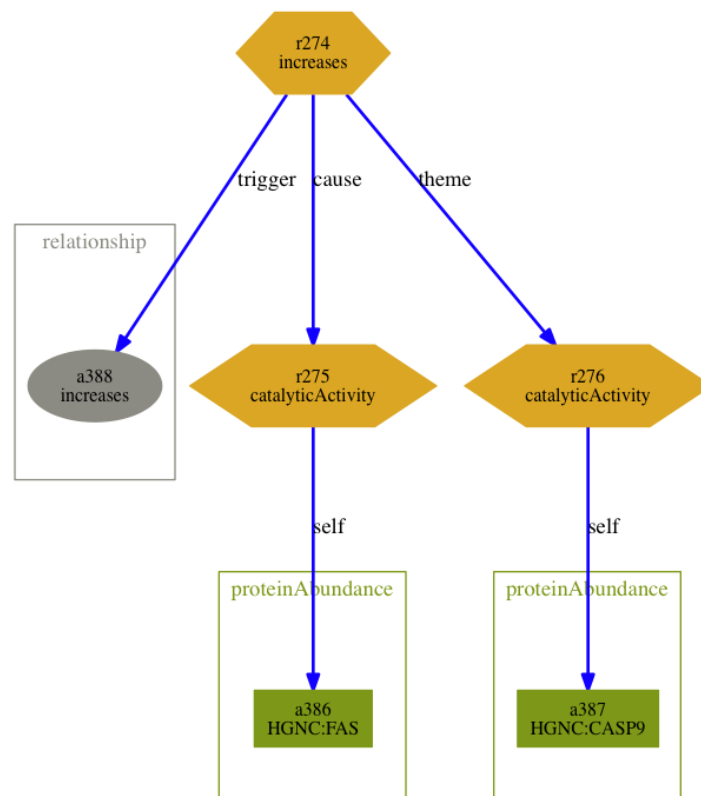 r274
increases
trigger
cause
theme
relationship
a388
increases
r275
catalyticActivity
r276
catalyticActivity
self
self
proteinAbundance
proteinAbundance
a386
HGNC:FAS
a387
HGNC:CASP9